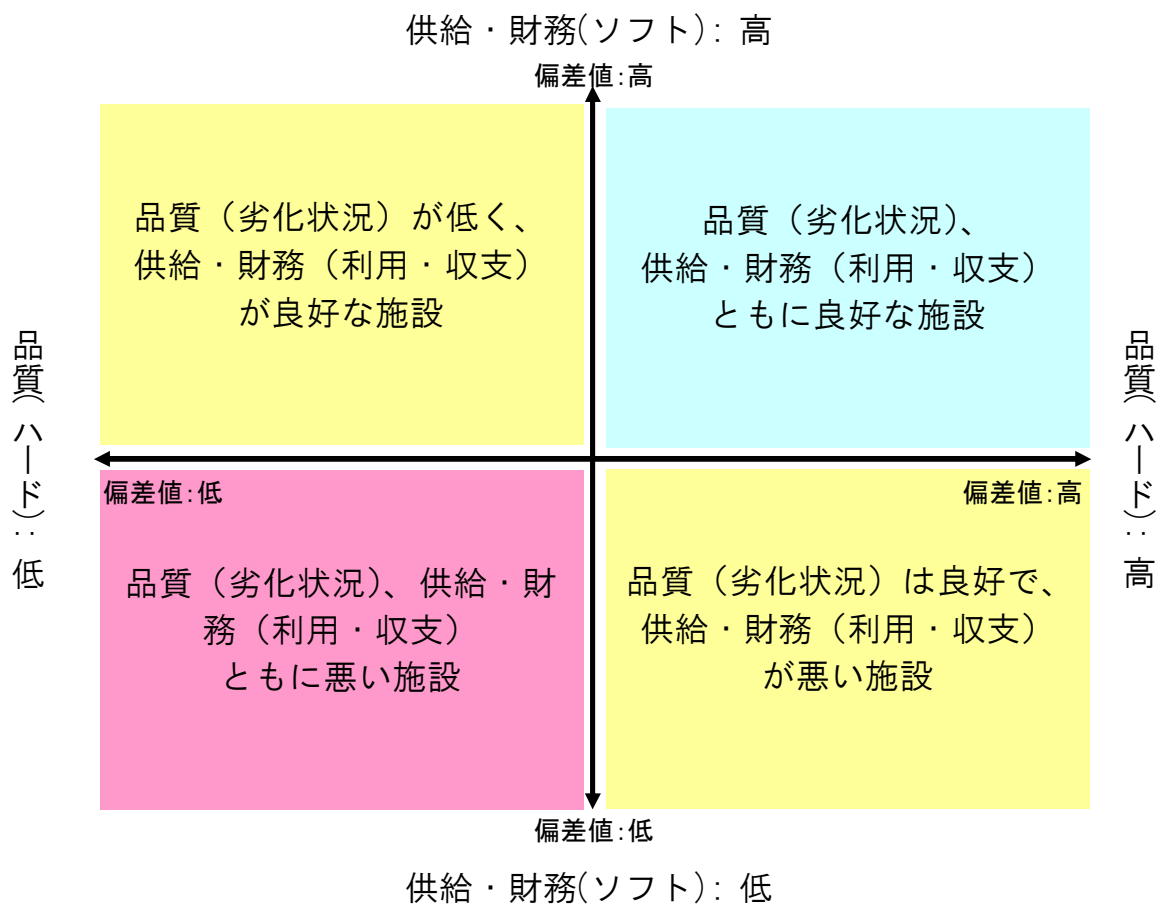 供給・財務(ソフト): 高
偏差値:高
品質（劣化状況）が低く、
供給・財務（利用・収支）
が良好な施設
品質（劣化状況）、
供給・財務（利用・収支）
ともに良好な施設
品質(ハード): 低
品質(ハード): 高
偏差値:低
偏差値:高
品質（劣化状況）、供給・財
務（利用・収支）
ともに悪い施設
品質（劣化状況）は良好で、
供給・財務（利用・収支）
が悪い施設
偏差値:低
供給・財務(ソフト): 低